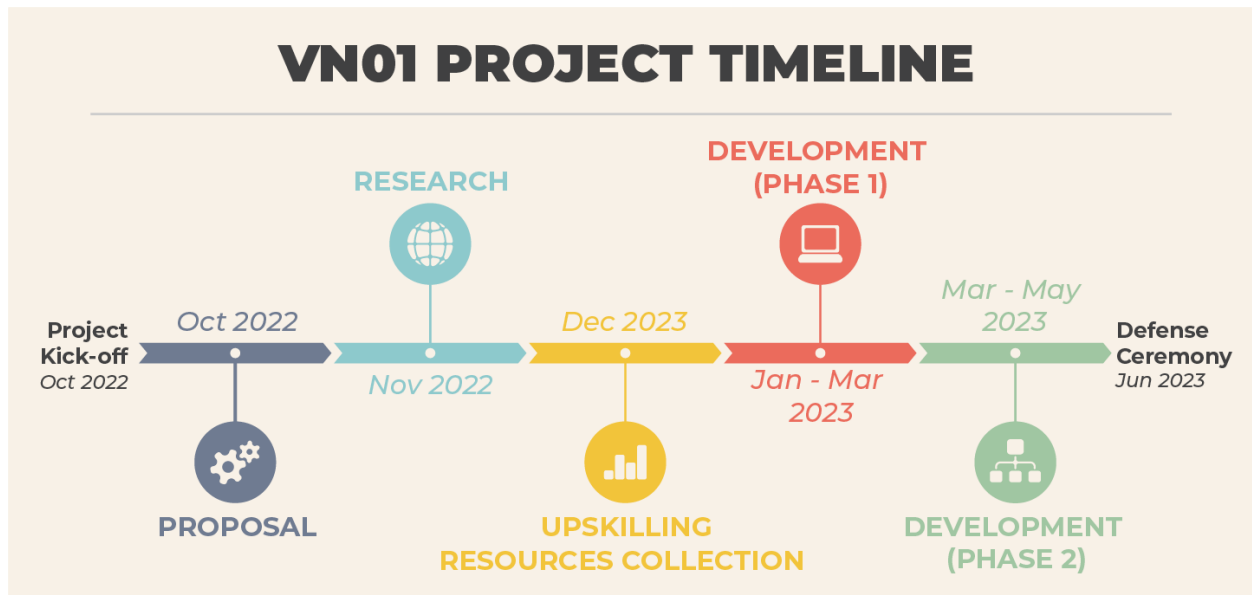 VN01 PROJECT TIMELINE
Project
Kick-off
Oct 2022
Oct 2022
PROPOSAL
RESEARCH
Nov 2022
Dec 2023
UPSKILLING
RESOURCES COLLECTION
DEVELOPMENT
(PHASE 1)
Jan - Mar
2023
Mar - May
2023
DEVELOPMENT
(PHASE 2)
Defense
Ceremony
Jun 2023